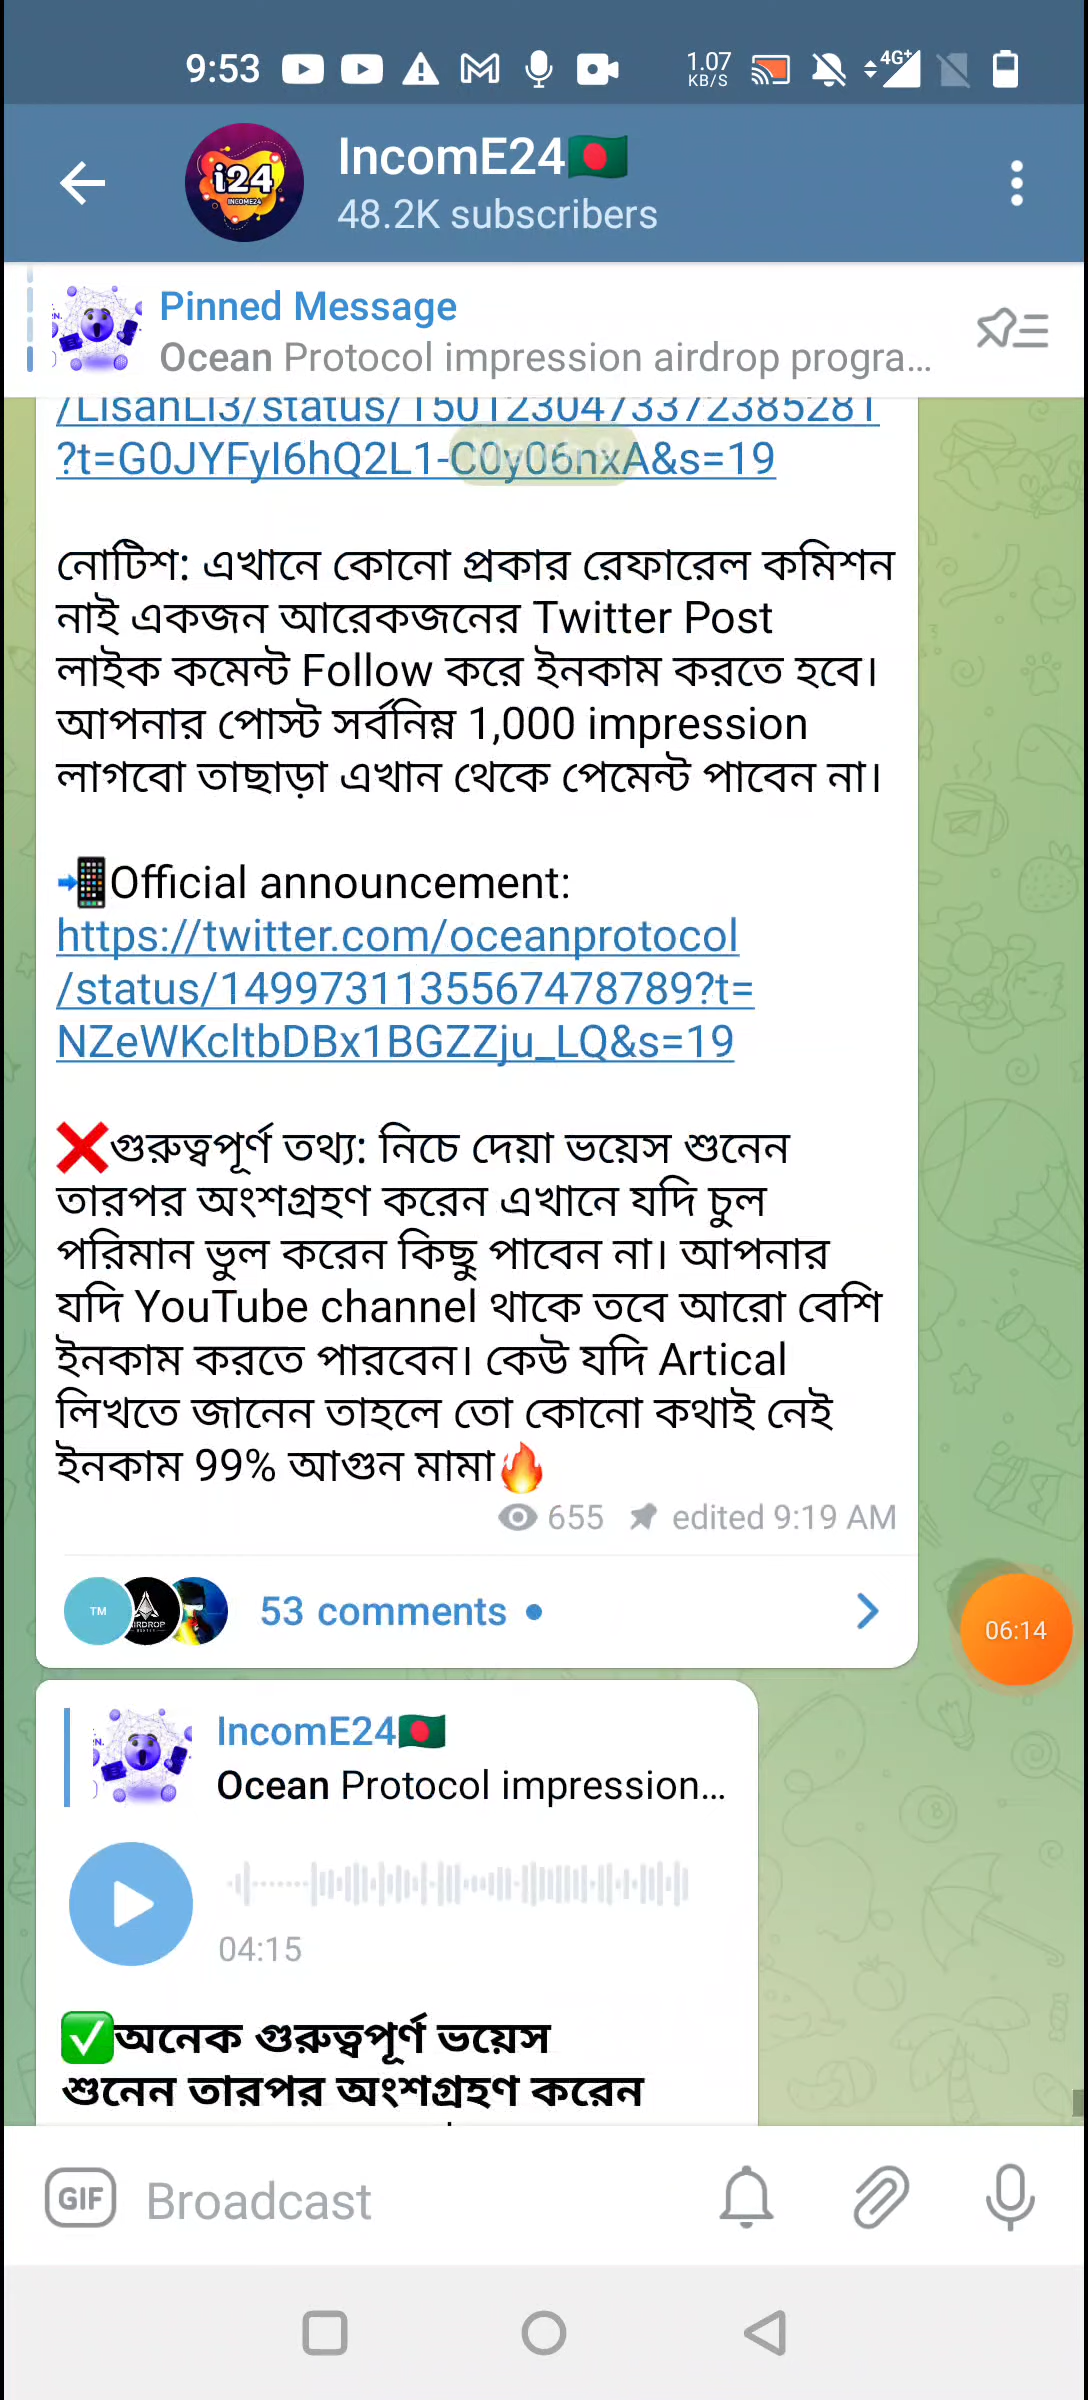 9:53
1.07
KB/S
4G+
i24
INCOME24
IncomE24🇧🇩
48.2K subscribers
Pinned Message
Ocean Protocol impression airdrop progra...
/LisanLi3/status/1501230473372385281
?t=G0JYFyI6hQ2L1-C0y06nxA&s=19
নোটিশ: এখানে কোনো প্রকার রেফারেল কমিশন
নাই একজন আরেকজনের Twitter Post
লাইক কমেন্ট Follow করে ইনকাম করতে হবে।
আপনার পোস্ট সর্বনিম্ন 1,000 impression
লাগবো তাছাড়া এখান থেকে পেমেন্ট পাবেন না।
📲Official announcement:
https://twitter.com/oceanprotocol
/status/1499731135567478789?t=
NZeWKcltbDBx1BGZZju_LQ&s=19
❌গুরুত্বপূর্ণ তথ্য: নিচে দেয়া ভয়েস শুনেন
তারপর অংশগ্রহণ করেন এখানে যদি চুল
পরিমান ভুল করেন কিছু পাবেন না। আপনার
যদি YouTube channel থাকে তবে আরো বেশি
ইনকাম করতে পারবেন। কেউ যদি Artical
লিখতে জানেন তাহলে তো কোনো কথাই নেই
ইনকাম 99% আগুন মামা🔥
655 edited 9:19 AM
TM
53 comments
06:14
IncomE24🇧🇩
Ocean Protocol impression...
04:15
✅অনেক গুরুত্বপূর্ণ ভয়েস
শুনেন তারপর অংশগ্রহণ করেন
GIF Broadcast